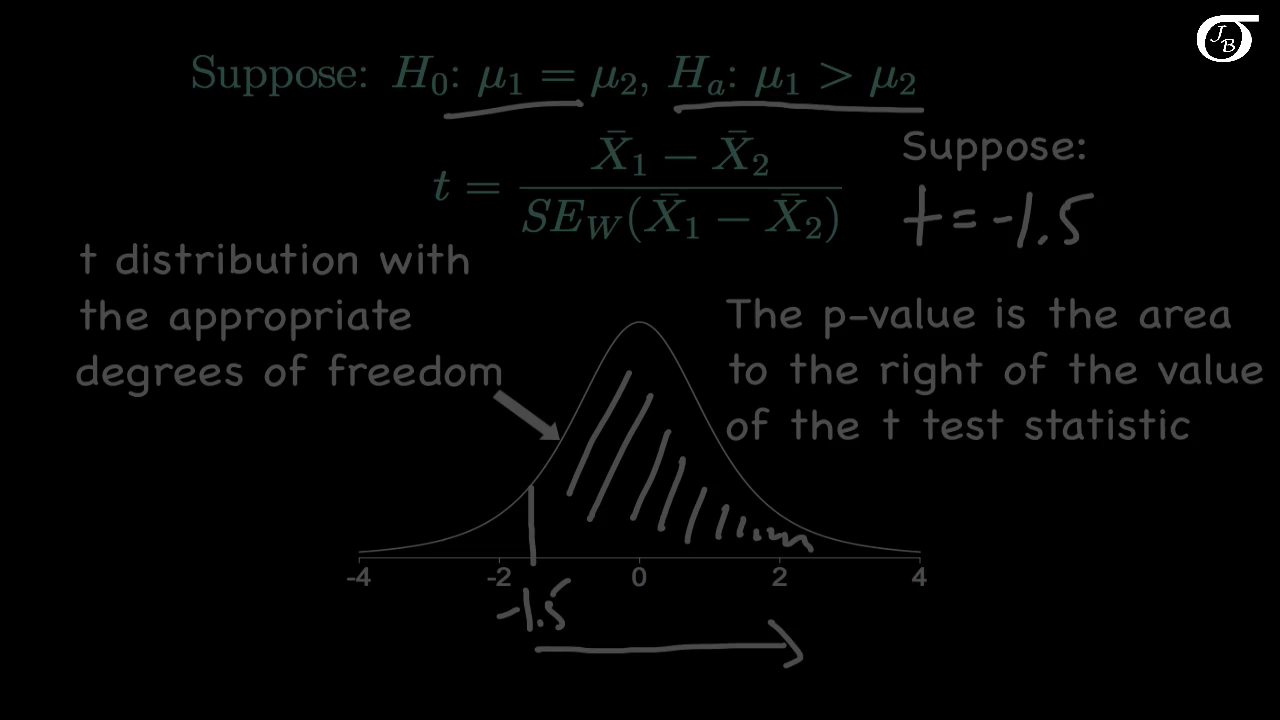 JB
Suppose: H₀: μ₁ = μ₂, Hₐ: μ₁ > μ₂
t = (X̄₁ − X̄₂) / SE_W(X̄₁ − X̄₂)
Suppose:
t = -1.5
t distribution with
the appropriate
degrees of freedom
The p-value is the area
to the right of the value
of the t test statistic
-4 -2 0 2 4
-1.5